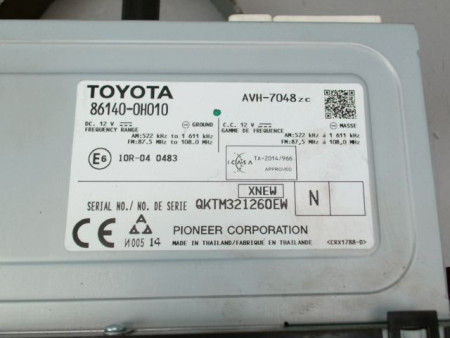 TOYOTA
AVH-7048zc
86140-0H010
DC. 12 V
GROUND
C.C. 12 V
MASSE
FREQUENCY RANGE
GAMME DE FREQUENCE
AM:522 kHz to 1 611 kHz
AM:522 kHz à 1 611 kHz
FM:87.5 MHz to 108.0 MHz
FM:87,5 MHz à 108,0 MHz
E6
10R-04 0483
ICASA
TA-2014/966
APPROVED
XNEW
SERIAL NO./ NO. DE SERIE
QKTM321260EW
N
CE
N005 14
PIONEER CORPORATION
MADE IN THAILAND/FABRIQUE EN THAILANDE
<CRX1788-0>